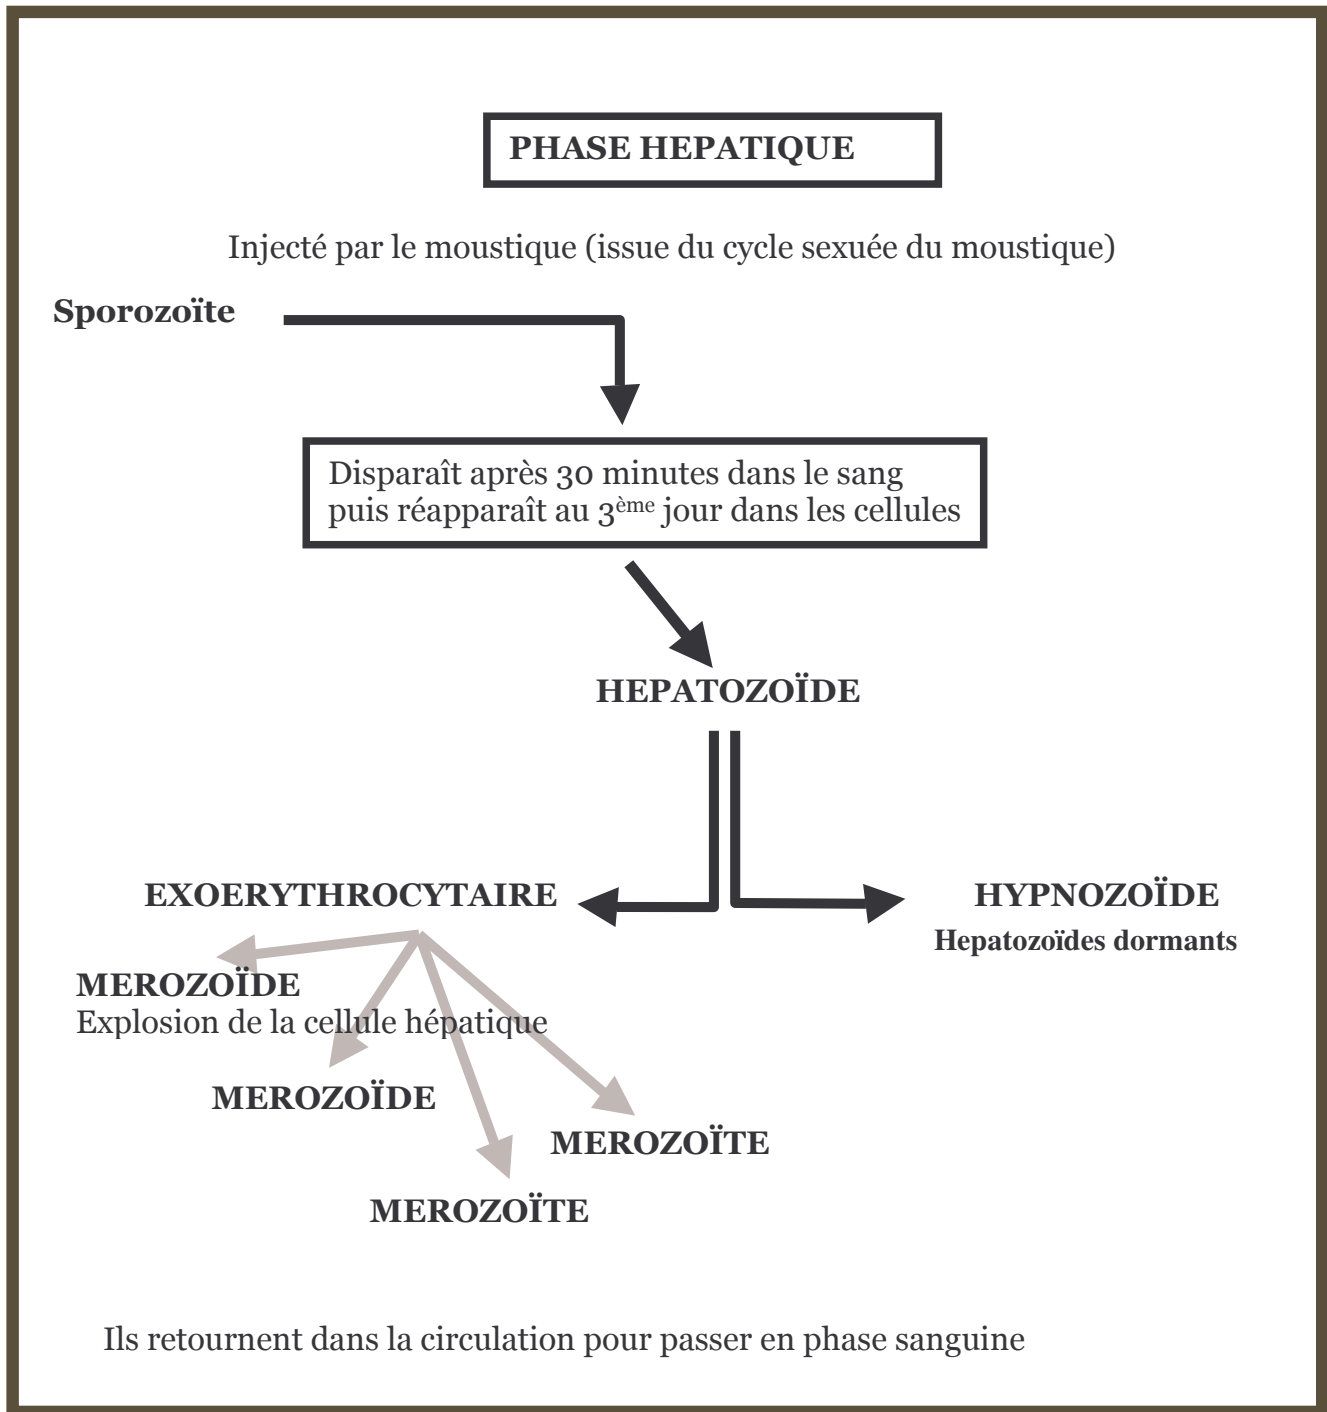 PHASE HEPATIQUE
Injecté par le moustique (issue du cycle sexuée du moustique)
Sporozoïte
Disparaît après 30 minutes dans le sang
puis réapparaît au 3ème jour dans les cellules
HEPATOZOÏDE
EXOERYTHROCYTAIRE
HYPNOZOÏDE
Hepatozoïdes dormants
MEROZOÏDE
Explosion de la cellule hépatique
MEROZOÏDE
MEROZOÏTE
MEROZOÏTE
Ils retournent dans la circulation pour passer en phase sanguine